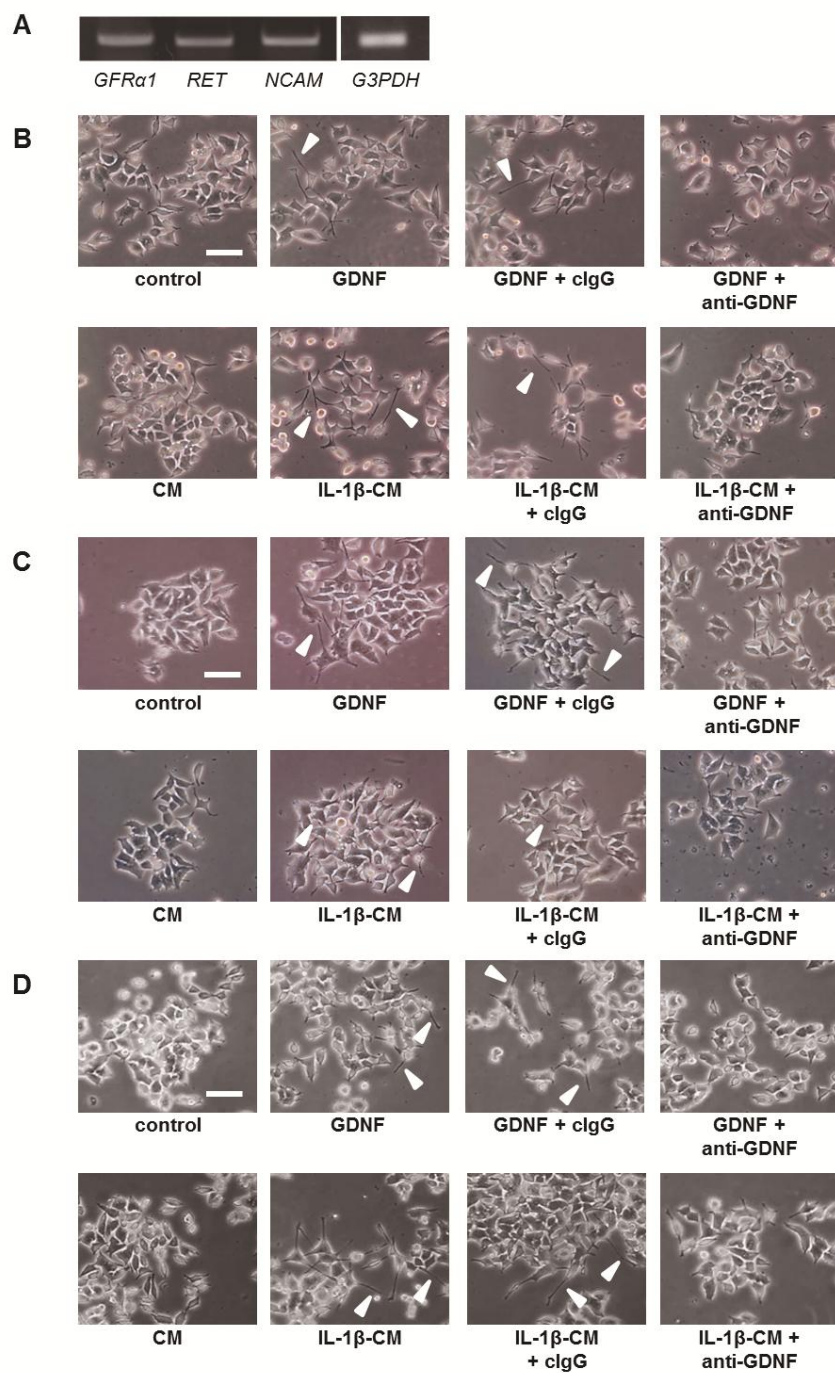 A
GFRα1 RET NCAM G3PDH
B
control GDNF GDNF + cIgG GDNF +
anti-GDNF
CM IL-1β-CM IL-1β-CM IL-1β-CM +
+ cIgG anti-GDNF
C
control GDNF GDNF + cIgG GDNF +
anti-GDNF
CM IL-1β-CM IL-1β-CM IL-1β-CM +
+ cIgG anti-GDNF
D
control GDNF GDNF + cIgG GDNF +
anti-GDNF
CM IL-1β-CM IL-1β-CM IL-1β-CM +
+ cIgG anti-GDNF